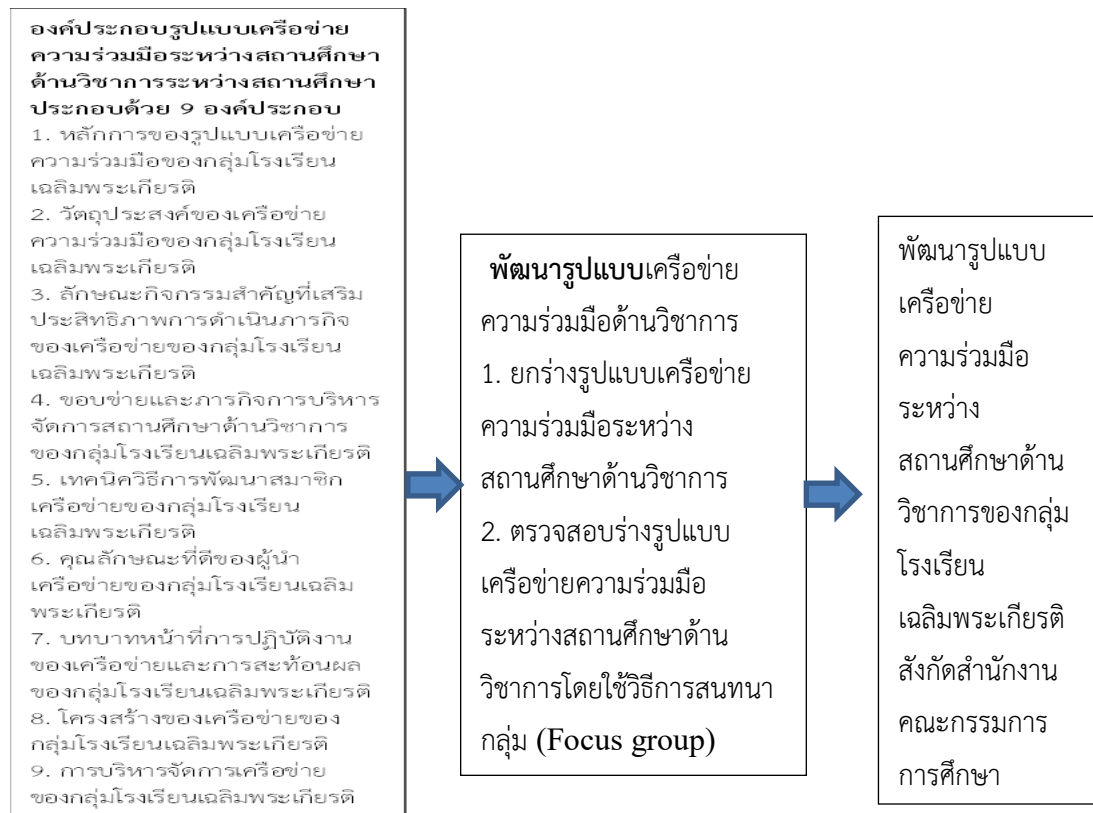 องค์ประกอบรูปแบบเครือข่าย
ความร่วมมือระหว่างสถานศึกษา
ด้านวิชาการระหว่างสถานศึกษา
ประกอบด้วย 9 องค์ประกอบ
1. หลักการของรูปแบบเครือข่าย
ความร่วมมือของกลุ่มโรงเรียน
เฉลิมพระเกียรติ
2. วัตถุประสงค์ของเครือข่าย
ความร่วมมือของกลุ่มโรงเรียน
เฉลิมพระเกียรติ
3. ลักษณะกิจกรรมสำคัญที่เสริม
ประสิทธิภาพการดำเนินภารกิจ
ของเครือข่ายของกลุ่มโรงเรียน
เฉลิมพระเกียรติ
4. ขอบข่ายและภารกิจการบริหาร
จัดการสถานศึกษาด้านวิชาการ
ของกลุ่มโรงเรียนเฉลิมพระเกียรติ
5. เทคนิควิธีการพัฒนาสมาชิก
เครือข่ายของกลุ่มโรงเรียน
เฉลิมพระเกียรติ
6. คุณลักษณะที่ดีของผู้นำ
เครือข่ายของกลุ่มโรงเรียนเฉลิม
พระเกียรติ
7. บทบาทหน้าที่การปฏิบัติงาน
ของเครือข่ายและการสะท้อนผล
ของกลุ่มโรงเรียนเฉลิมพระเกียรติ
8. โครงสร้างของเครือข่ายของ
กลุ่มโรงเรียนเฉลิมพระเกียรติ
9. การบริหารจัดการเครือข่าย
ของกลุ่มโรงเรียนเฉลิมพระเกียรติ
พัฒนารูปแบบเครือข่าย
ความร่วมมือด้านวิชาการ
1. ยกร่างรูปแบบเครือข่าย
ความร่วมมือระหว่าง
สถานศึกษาด้านวิชาการ
2. ตรวจสอบร่างรูปแบบ
เครือข่ายความร่วมมือ
ระหว่างสถานศึกษาด้าน
วิชาการโดยใช้วิธีการสนทนา
กลุ่ม (Focus group)
พัฒนารูปแบบ
เครือข่าย
ความร่วมมือ
ระหว่าง
สถานศึกษาด้าน
วิชาการของกลุ่ม
โรงเรียน
เฉลิมพระเกียรติ
สังกัดสำนักงาน
คณะกรรมการ
การศึกษา